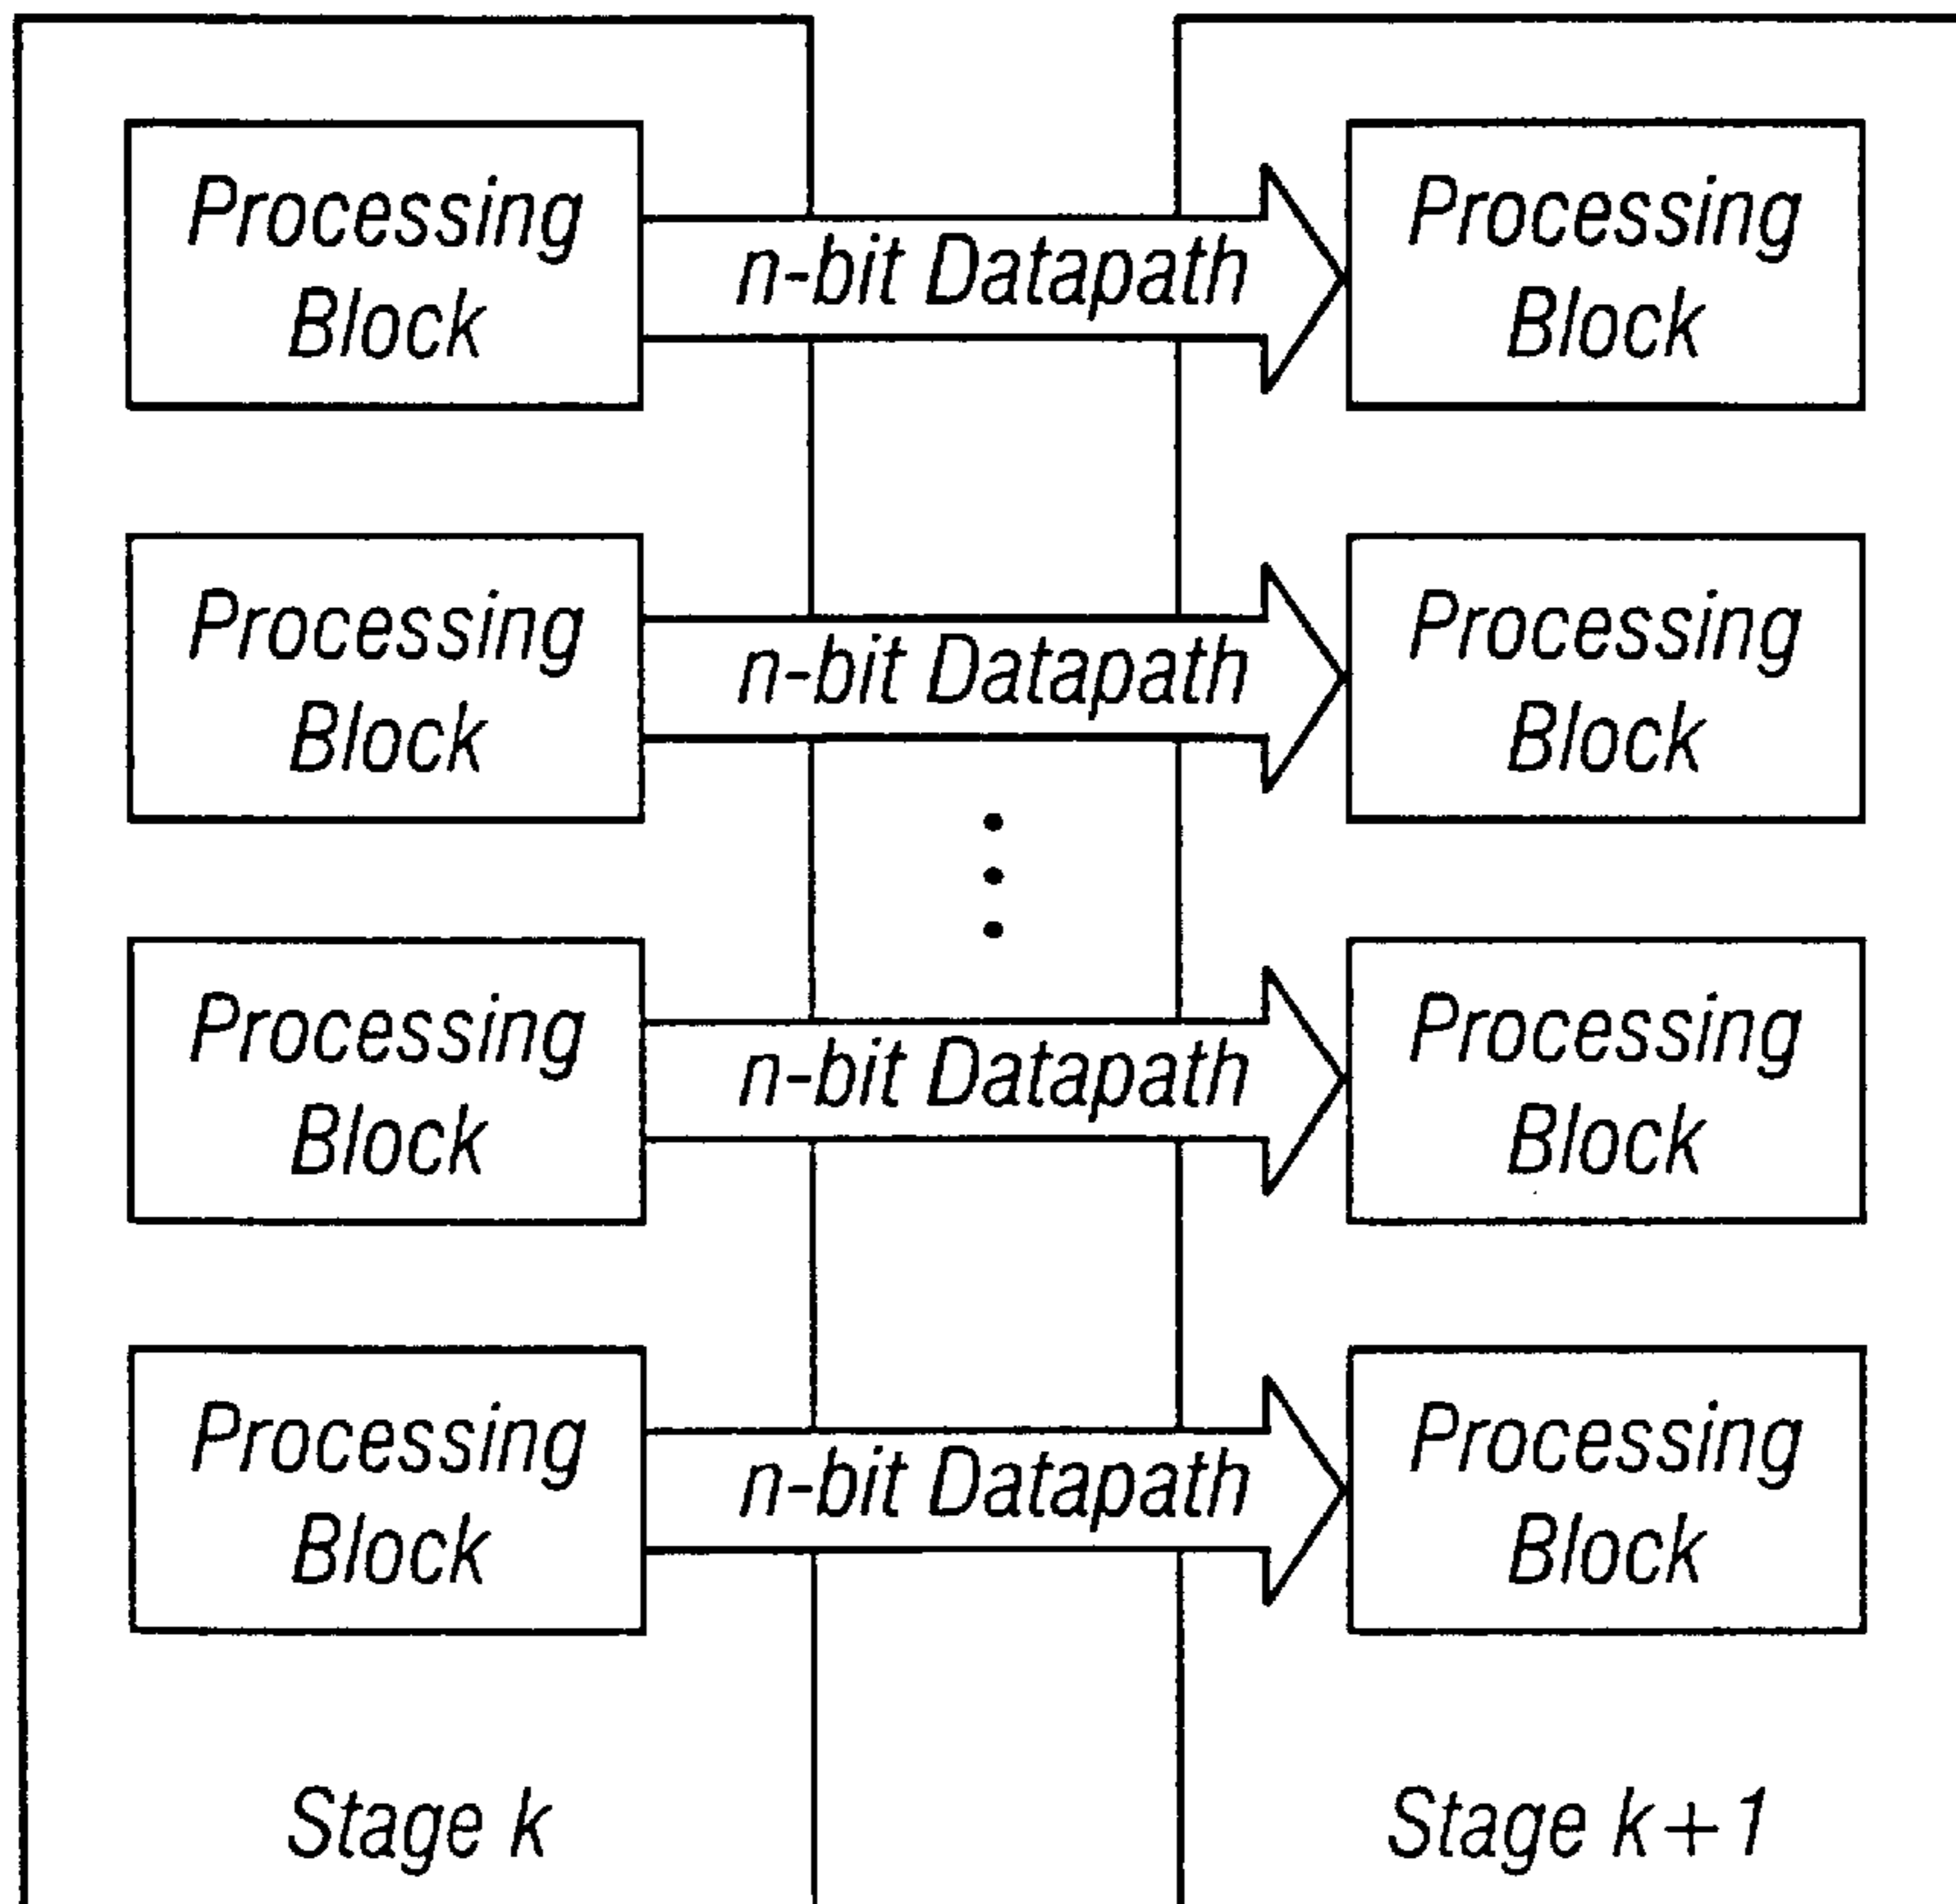 Processing
Block
n-bit Datapath
Processing
Block
Processing
Block
n-bit Datapath
Processing
Block
Processing
Block
n-bit Datapath
Processing
Block
Processing
Block
n-bit Datapath
Processing
Block
Stage k
Stage k+1